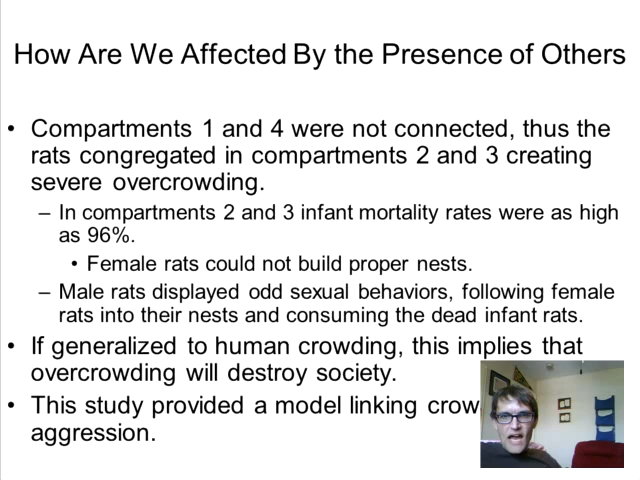 How Are We Affected By the Presence of Others
• Compartments 1 and 4 were not connected, thus the
rats congregated in compartments 2 and 3 creating
severe overcrowding.
– In compartments 2 and 3 infant mortality rates were as high
as 96%.
• Female rats could not build proper nests.
– Male rats displayed odd sexual behaviors, following female
rats into their nests and consuming the dead infant rats.
• If generalized to human crowding, this implies that
overcrowding will destroy society.
• This study provided a model linking crow
aggression.